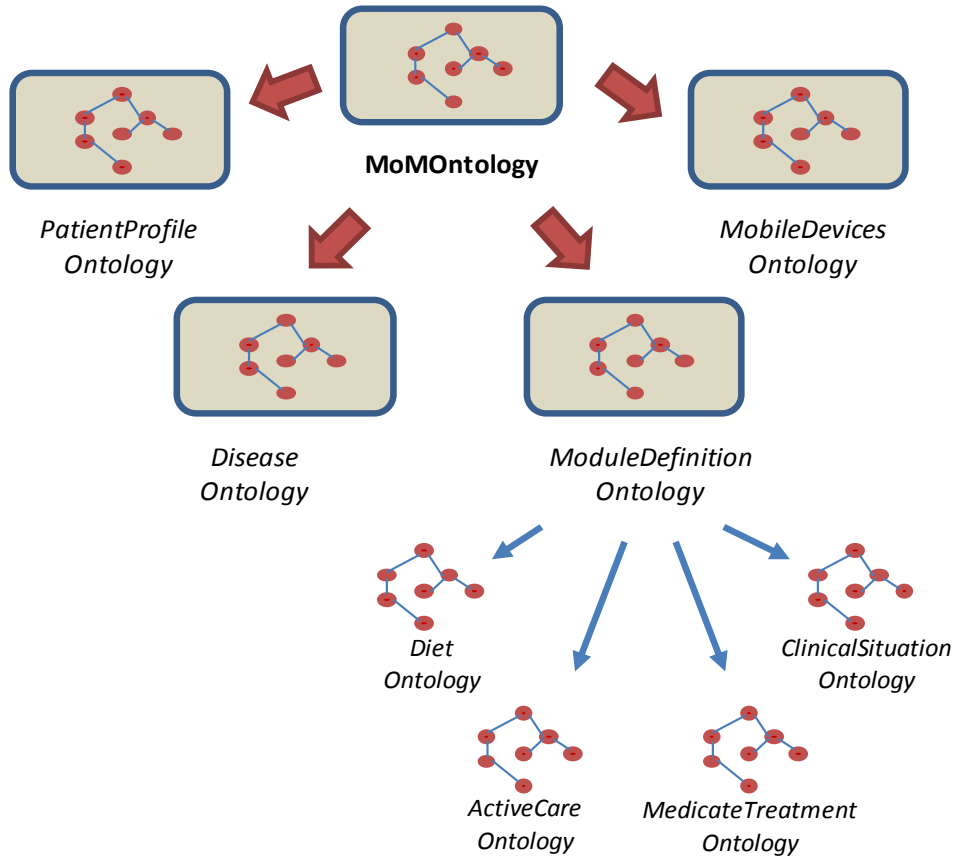 MoMOntology
PatientProfile
Ontology
MobileDevices
Ontology
Disease
Ontology
ModuleDefinition
Ontology
Diet
Ontology
ClinicalSituation
Ontology
ActiveCare
Ontology
MedicateTreatment
Ontology